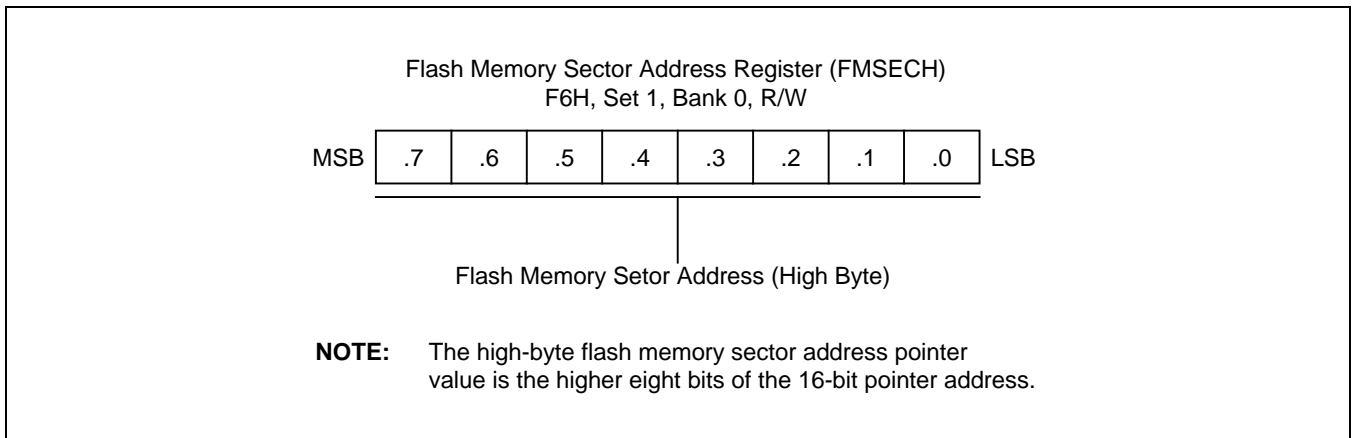 Flash Memory Sector Address Register (FMSECH)
F6H, Set 1, Bank 0, R/W
MSB .7 .6 .5 .4 .3 .2 .1 .0 LSB
Flash Memory Setor Address (High Byte)
NOTE: The high-byte flash memory sector address pointer
value is the higher eight bits of the 16-bit pointer address.